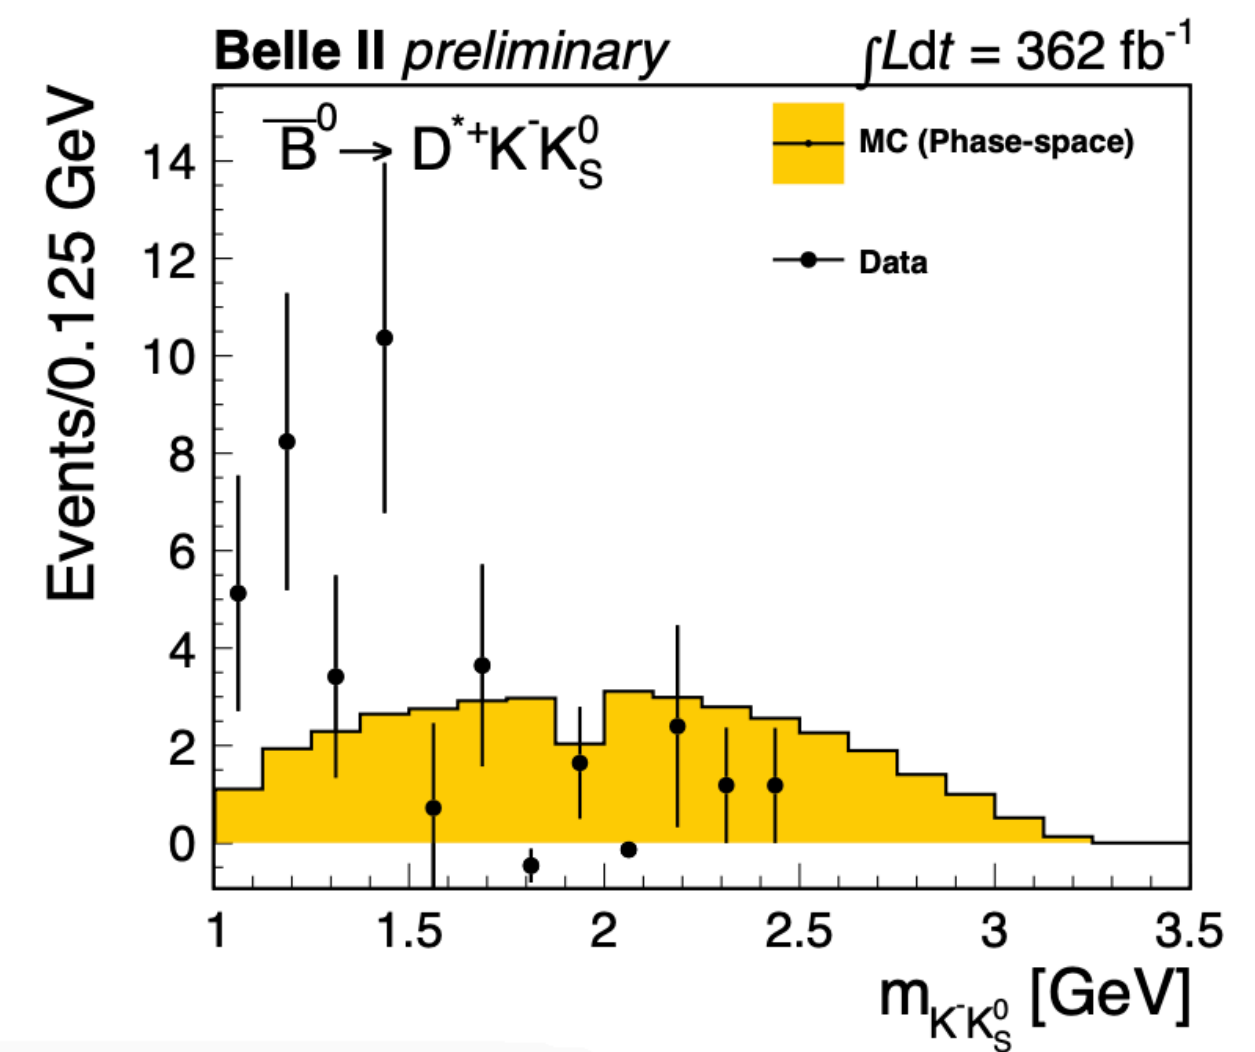 Belle II preliminary ∫Ldt = 362 fb⁻¹
B̅⁰ → D*⁺K⁻K⁰S
MC (Phase-space)
Data
Events/0.125 GeV
14
12
10
8
6
4
2
0
1 1.5 2 2.5 3 3.5
mK⁻K⁰S [GeV]